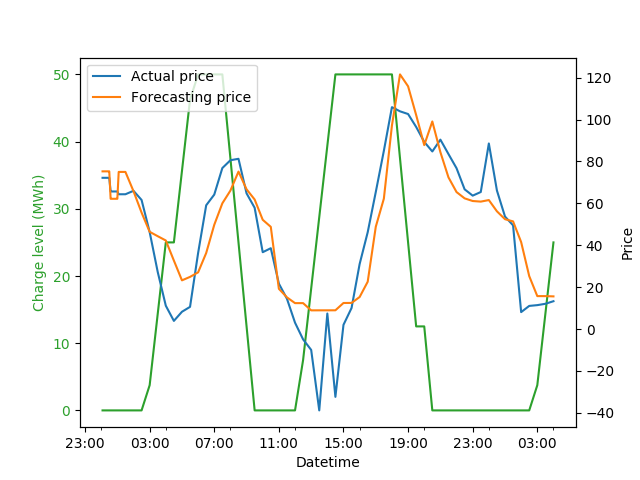 Actual price
Forecasting price
50
40
30
20
10
0
Charge level (MWh)
120
100
80
60
40
20
0
−20
−40
Price
23:00 03:00 07:00 11:00 15:00 19:00 23:00 03:00
Datetime